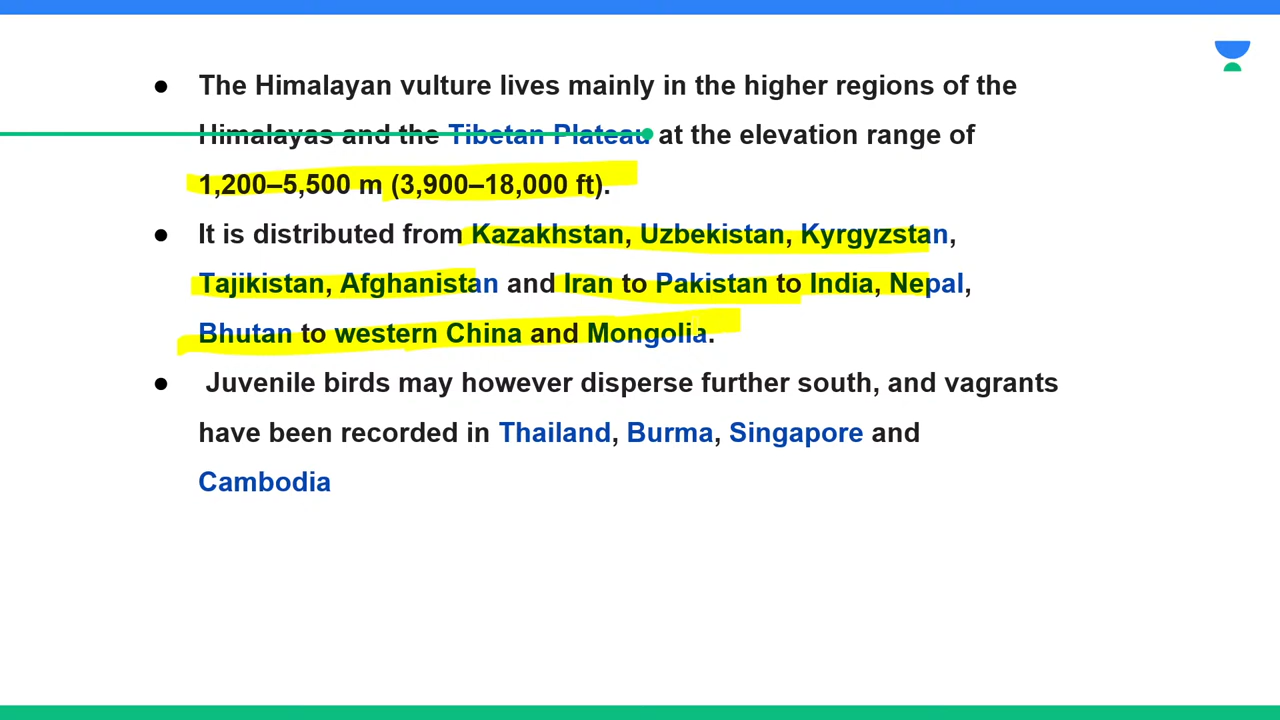 ● The Himalayan vulture lives mainly in the higher regions of the
Himalayas and the Tibetan Plateau at the elevation range of
1,200–5,500 m (3,900–18,000 ft).
● It is distributed from Kazakhstan, Uzbekistan, Kyrgyzstan,
Tajikistan, Afghanistan and Iran to Pakistan to India, Nepal,
Bhutan to western China and Mongolia.
● Juvenile birds may however disperse further south, and vagrants
have been recorded in Thailand, Burma, Singapore and
Cambodia